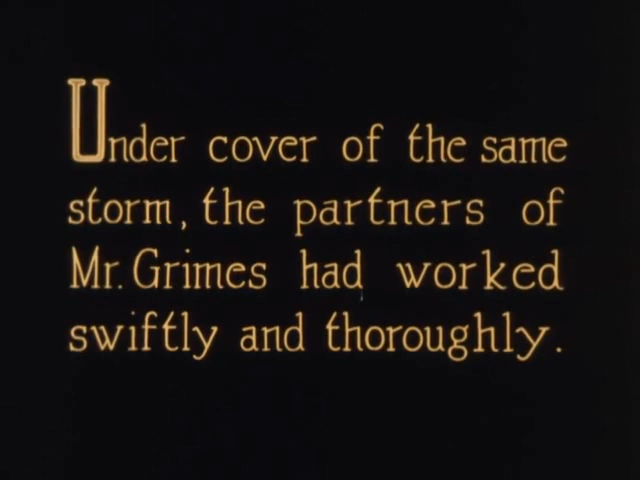 Under cover of the same
storm, the partners of
Mr. Grimes had worked
swiftly and thoroughly.